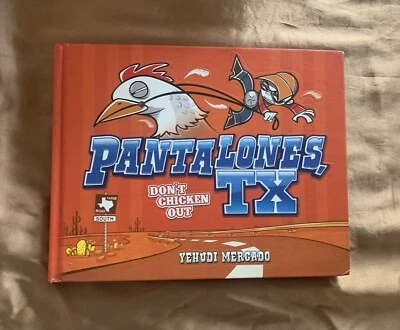 PANTALONES,
TX
DON'T
CHICKEN
OUT
SOUTH
YEHUDI MERCADO